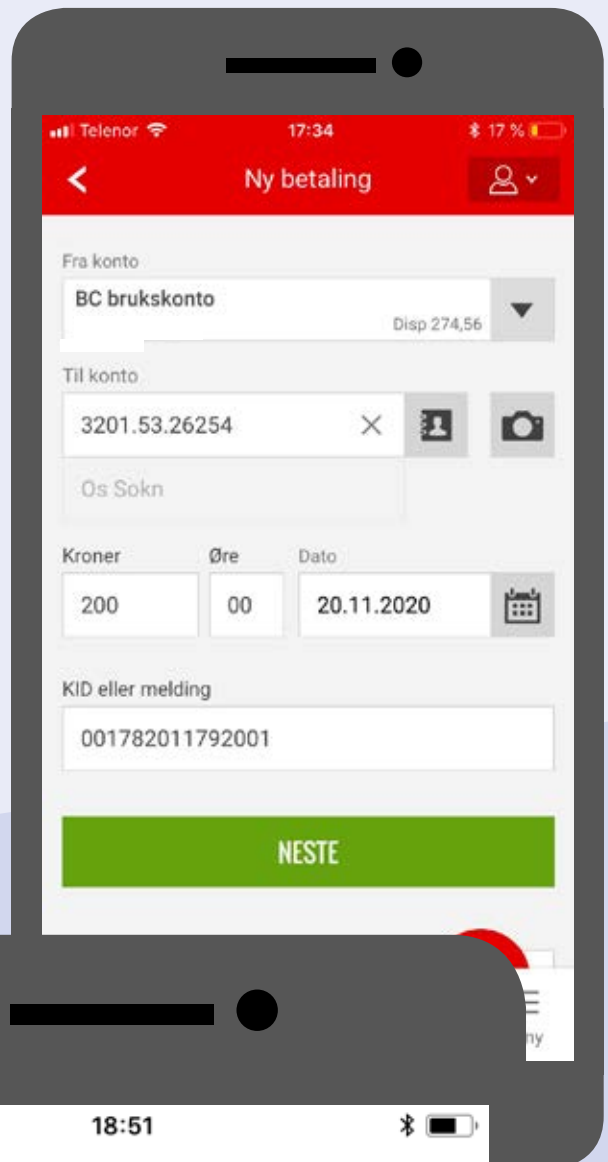 Telenor 17:34 17 %
Ny betaling
Fra konto
BC brukskonto
Disp 274,56
Til konto
3201.53.26254
Os Sokn
Kroner Øre Dato
200 00 20.11.2020
KID eller melding
001782011792001
NESTE
ny
18:51